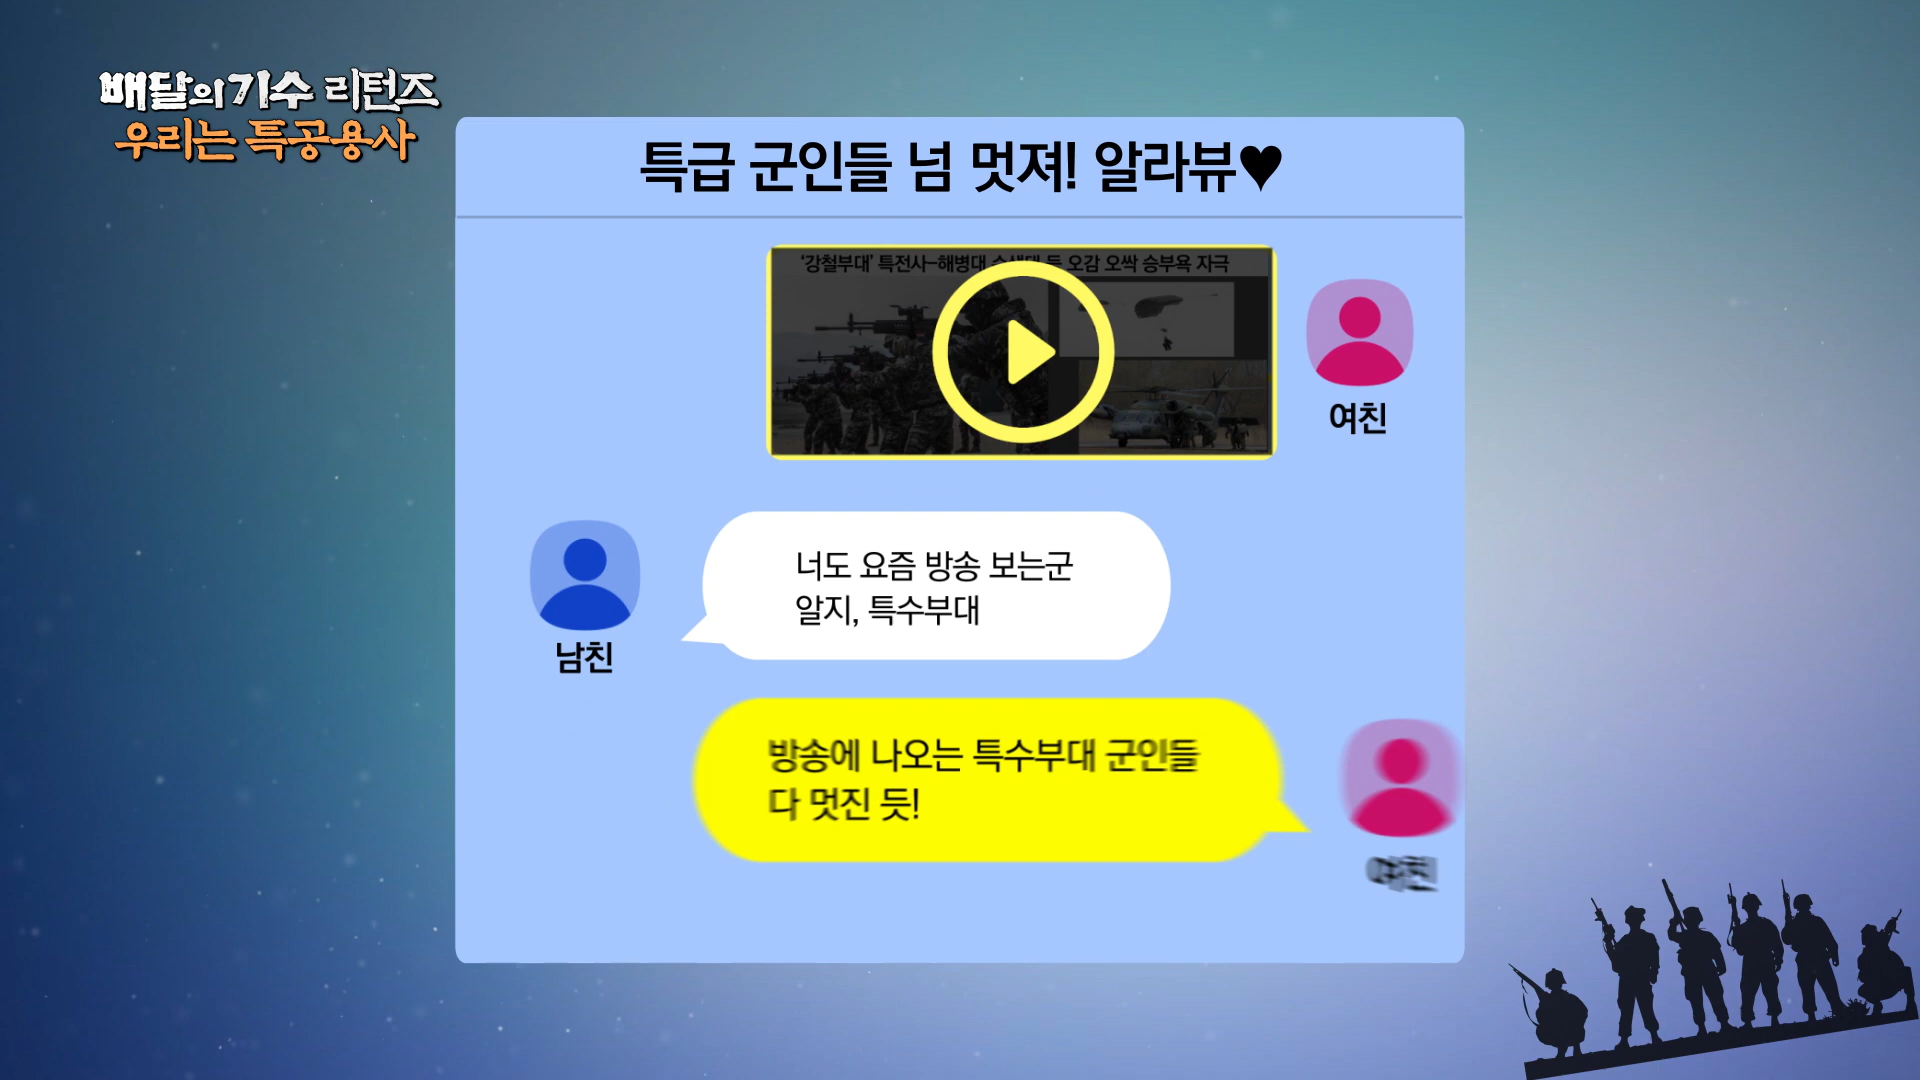 배달의기수 리턴즈
우리는 특공용사
특급 군인들 넘 멋져! 알라뷰♥
‘강철부대’ 특전사-해병대 오감 오싹 승부욕 자극
여친
너도 요즘 방송 보는군
알지, 특수부대
남친
방송에 나오는 특수부대 군인들
다 멋진 듯!
여친